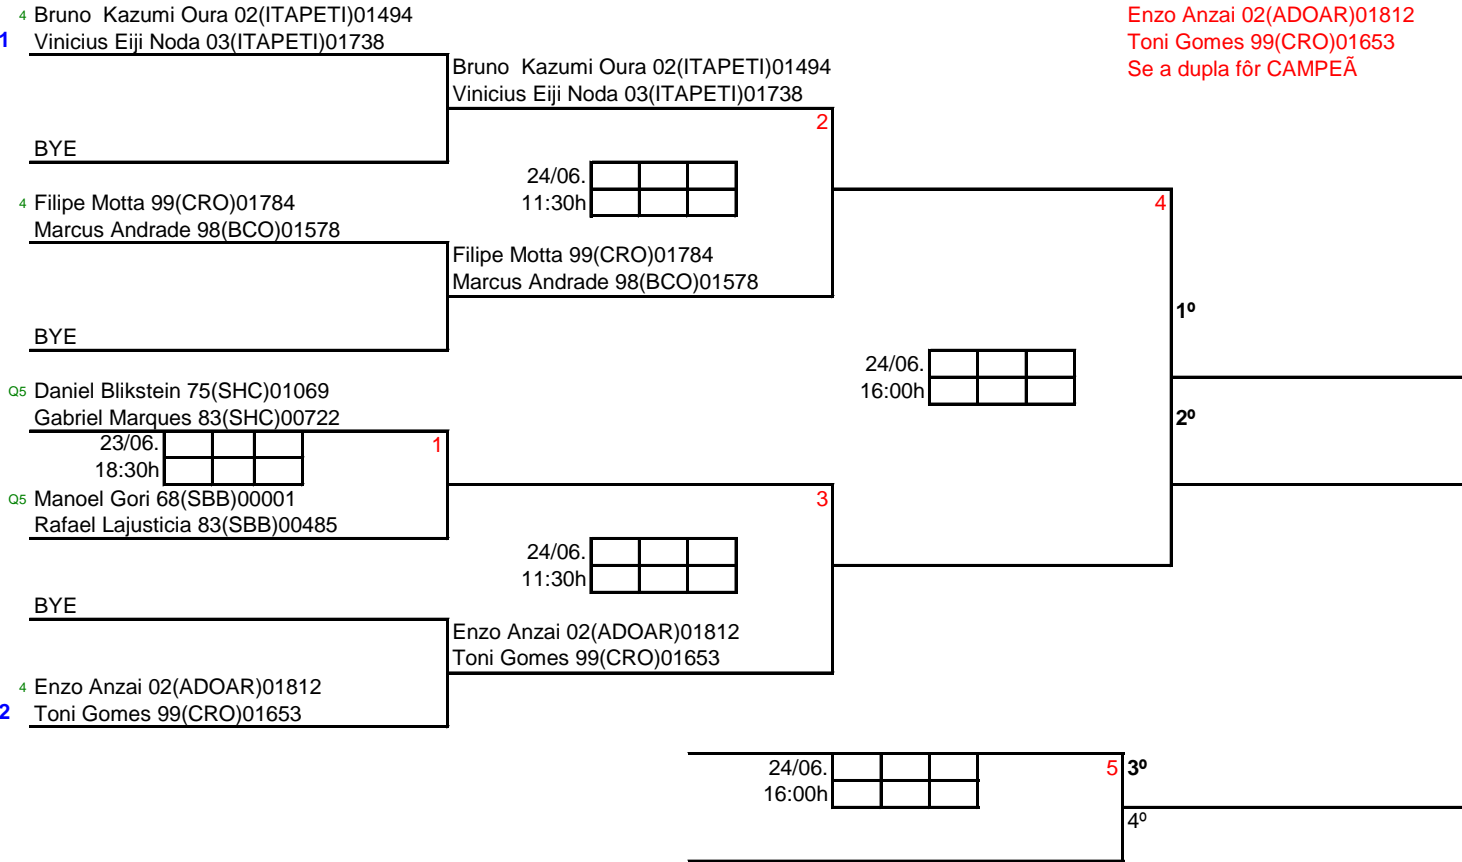 4 Bruno  Kazumi Oura 02(ITAPETI)01494
1 Vinicius Eiji Noda 03(ITAPETI)01738
Enzo Anzai 02(ADOAR)01812
Toni Gomes 99(CRO)01653
Se a dupla fôr CAMPEÃ
Bruno  Kazumi Oura 02(ITAPETI)01494
Vinicius Eiji Noda 03(ITAPETI)01738
2
BYE
24/06.
11:30h
4 Filipe Motta 99(CRO)01784
Marcus Andrade 98(BCO)01578
4
Filipe Motta 99(CRO)01784
Marcus Andrade 98(BCO)01578
1º
BYE
24/06.
16:00h
Q5 Daniel Blikstein 75(SHC)01069
Gabriel Marques 83(SHC)00722
2º
23/06.
18:30h
1
Q5 Manoel Gori 68(SBB)00001
Rafael Lajusticia 83(SBB)00485
3
24/06.
11:30h
BYE
Enzo Anzai 02(ADOAR)01812
Toni Gomes 99(CRO)01653
4 Enzo Anzai 02(ADOAR)01812
2 Toni Gomes 99(CRO)01653
24/06.
16:00h
5 3º
4º